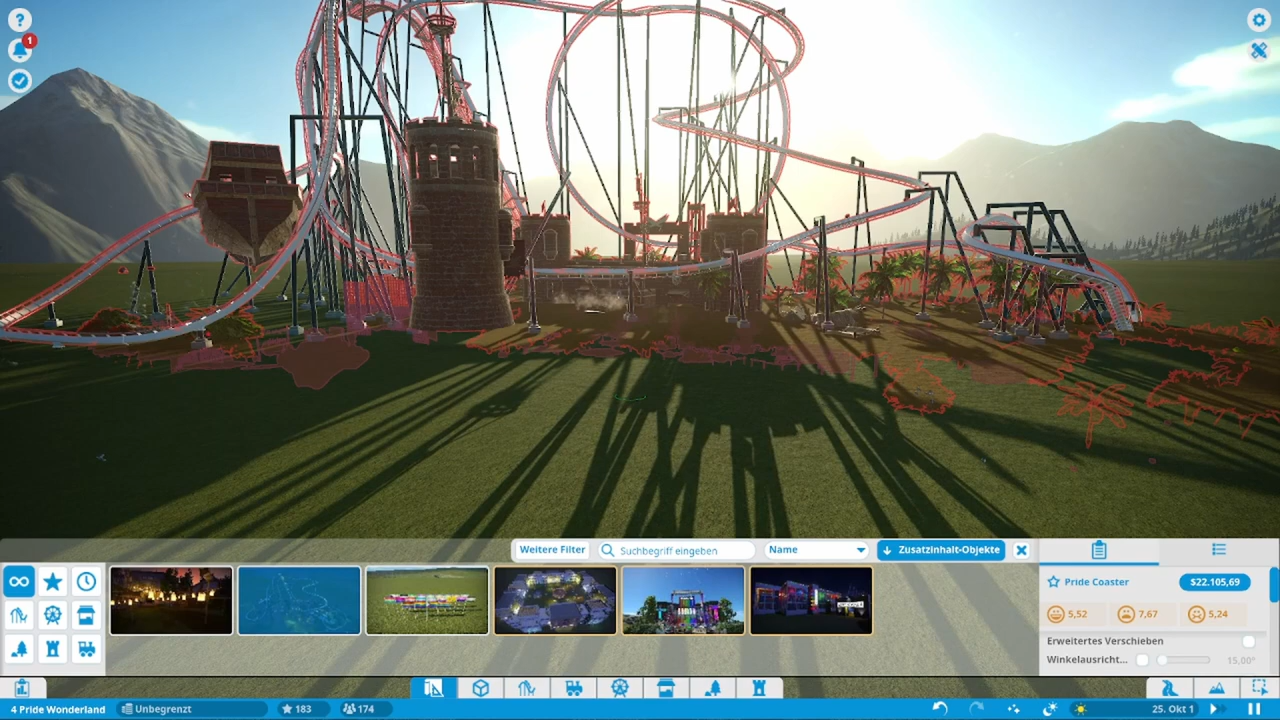 ?
1
Weitere Filter
Suchbegriff eingeben
Name
Zusatzinhalt-Objekte
Pride Coaster
$22.105,69
5,52
7,67
5,24
Erweitertes Verschieben
Winkelausricht...
15,00°
4 Pride Wonderland
Unbegrenzt
183
174
25. Okt 1